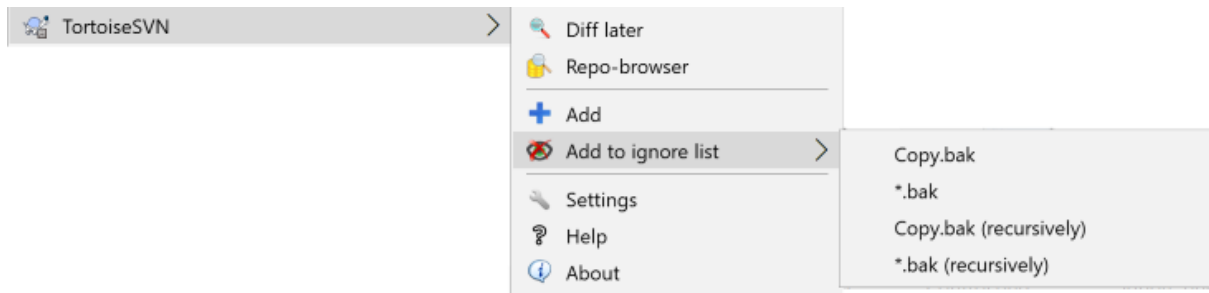 TortoiseSVN
Diff later
Repo-browser
Add
Add to ignore list
Settings
Help
About
Copy.bak
*.bak
Copy.bak (recursively)
*.bak (recursively)